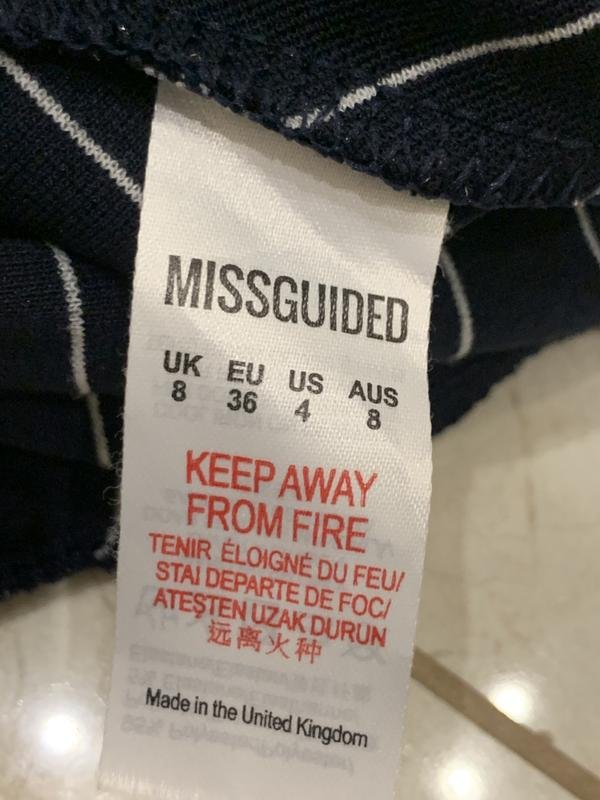 MISSGUIDED
UK EU US AUS
8 36 4 8
KEEP AWAY
FROM FIRE
TENIR ÉLOIGNÉ DU FEU/
STAI DEPARTE DE FOC/
ATEŞTEN UZAK DURUN
远离火种
Made in the United Kingdom